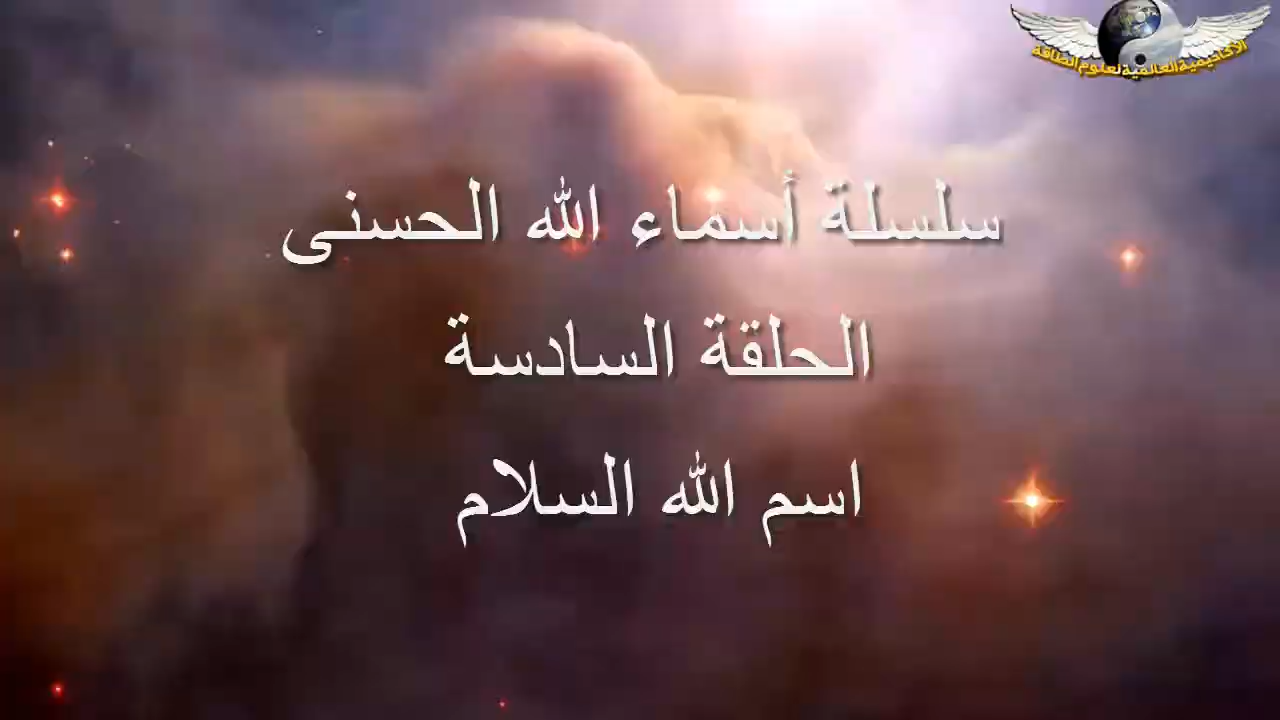 الأكاديمية العالمية لعلوم الطاقة
سلسلة أسماء الله الحسنى
الحلقة السادسة
اسم الله السلام